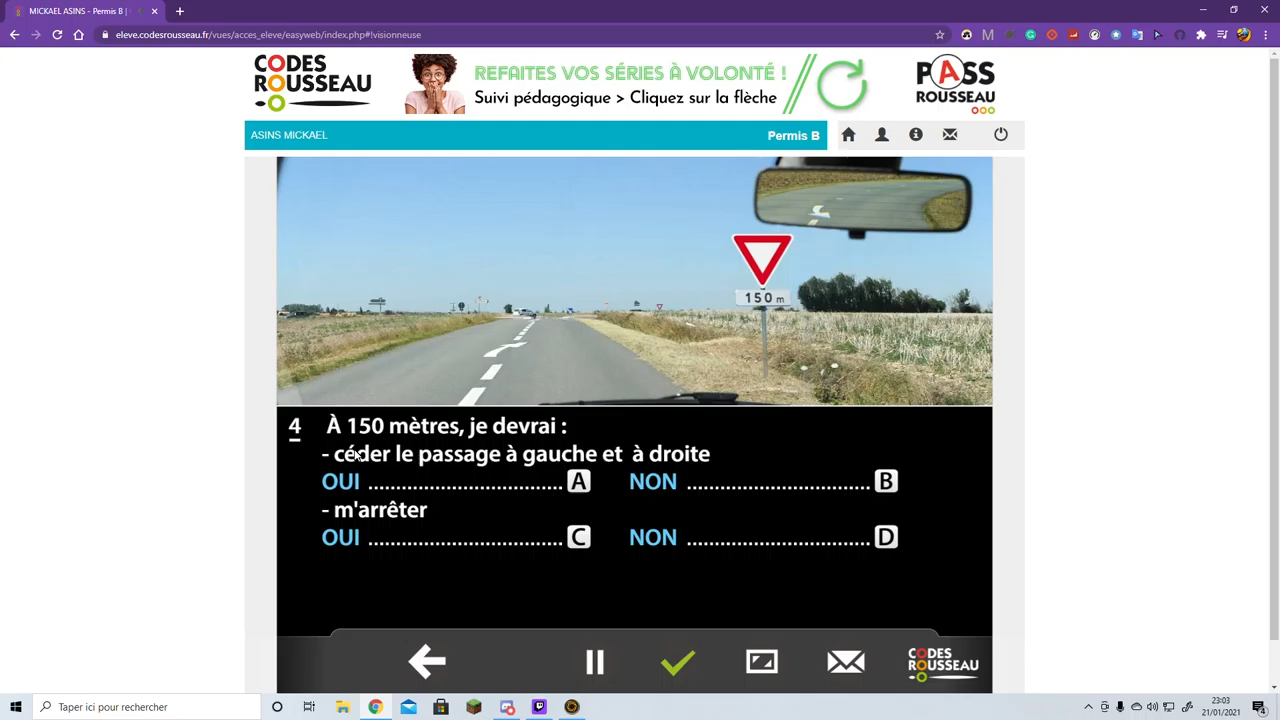 MICKAEL ASINS - Permis B |
eleve.codesrousseau.fr/vues/acces_eleve/easyweb/index.php#!visionneuse
CODES
ROUSSEAU
REFAITES VOS SÉRIES À VOLONTÉ !
Suivi pédagogique > Cliquez sur la flèche
PASS
ROUSSEAU
ASINS MICKAEL
Permis B
150 m
4 À 150 mètres, je devrai :
- céder le passage à gauche et à droite
OUI ................................ A NON .............................. B
- m'arrêter
OUI ................................ C NON .............................. D
CODES
ROUSSEAU
Taper ici pour rechercher
23:03
21/01/2021
4